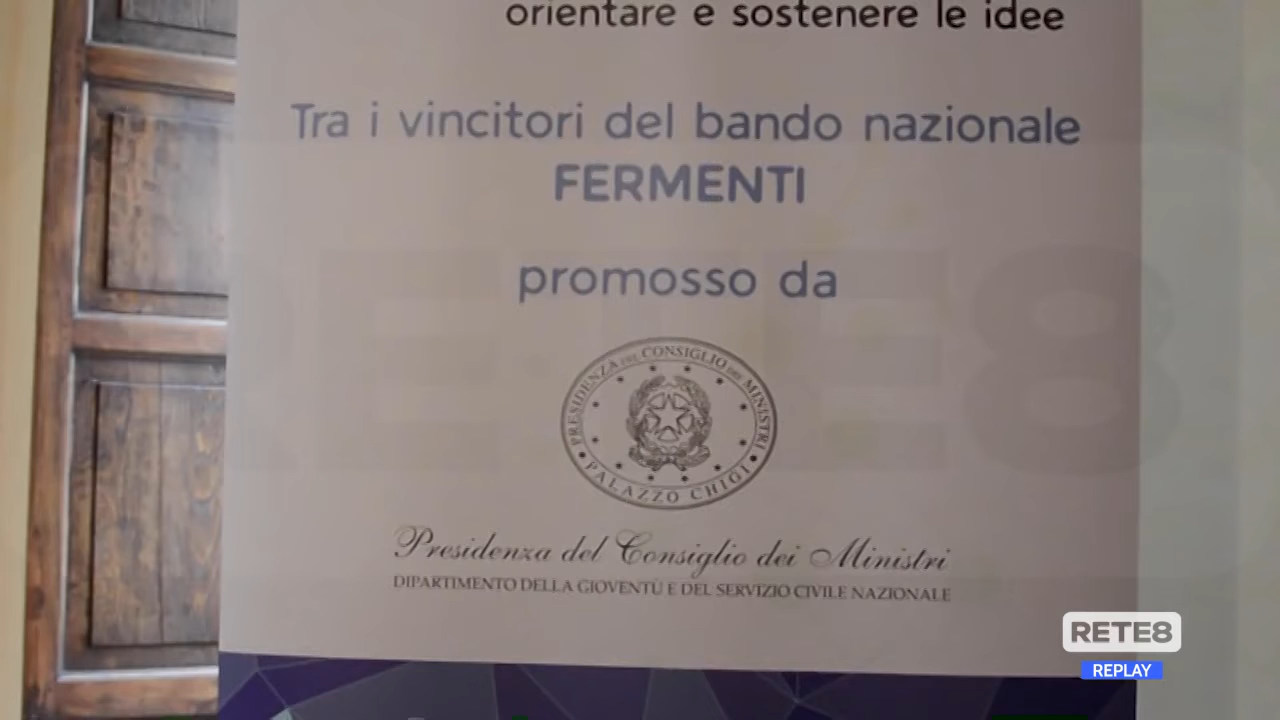 orientare e sostenere le idee
Tra i vincitori del bando nazionale
FERMENTI
promosso da
PRESIDENZA DEL CONSIGLIO DEI MINISTRI
PALAZZO CHIGI
Presidenza del Consiglio dei Ministri
DIPARTIMENTO DELLA GIOVENTÙ E DEL SERVIZIO CIVILE NAZIONALE
RETE8
RETE8
REPLAY